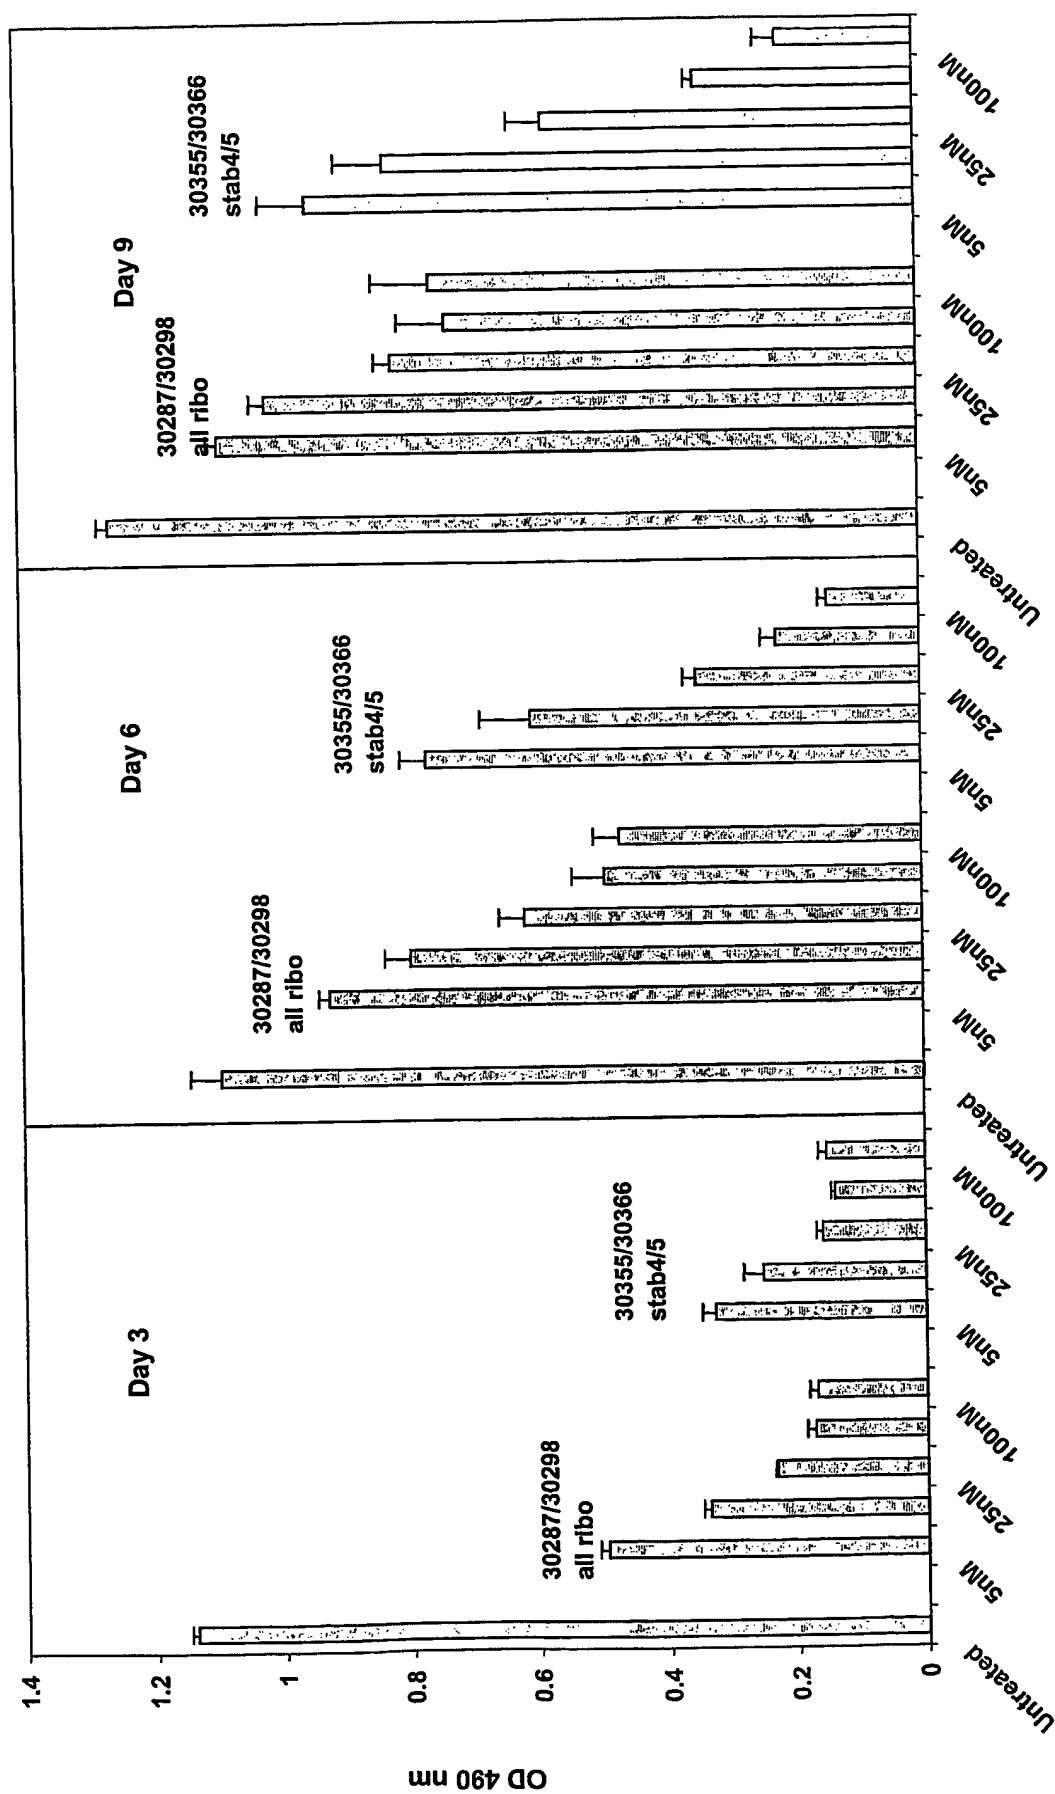 OD 490 nm
1.4
1.2
1
0.8
0.6
0.4
0.2
0
Day 3
30287/30298
all ribo
30355/30366
stab4/5
Day 6
30287/30298
all ribo
30355/30366
stab4/5
Day 9
30287/30298
all ribo
30355/30366
stab4/5
Untreated
5nM
25nM
100nM
5nM
25nM
100nM
Untreated
5nM
25nM
100nM
5nM
25nM
100nM
Untreated
5nM
25nM
100nM
5nM
25nM
100nM